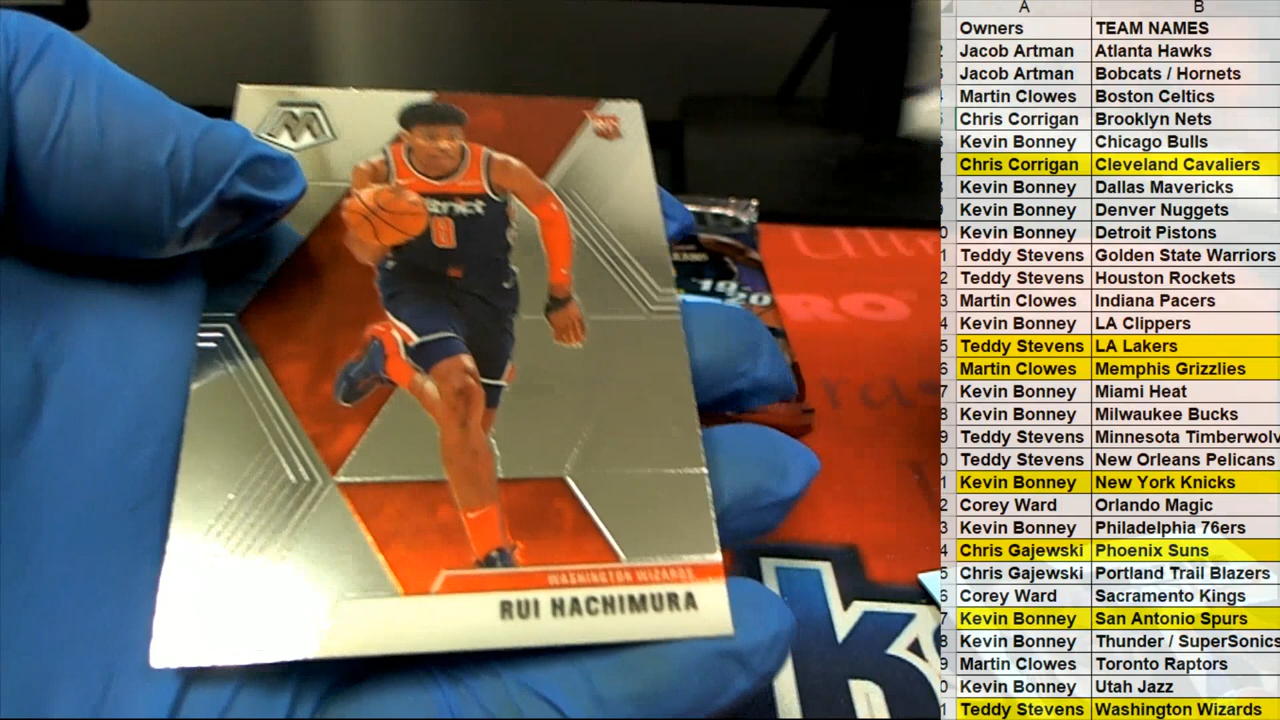 M
RC
District
8
WASHINGTON WIZARDS
RUI HACHIMURA
19-20
A B
Owners TEAM NAMES
Jacob Artman Atlanta Hawks
Jacob Artman Bobcats / Hornets
Martin Clowes Boston Celtics
Chris Corrigan Brooklyn Nets
Kevin Bonney Chicago Bulls
Chris Corrigan Cleveland Cavaliers
Kevin Bonney Dallas Mavericks
Kevin Bonney Denver Nuggets
Kevin Bonney Detroit Pistons
Teddy Stevens Golden State Warriors
Teddy Stevens Houston Rockets
Martin Clowes Indiana Pacers
Kevin Bonney LA Clippers
Teddy Stevens LA Lakers
Martin Clowes Memphis Grizzlies
Kevin Bonney Miami Heat
Kevin Bonney Milwaukee Bucks
Teddy Stevens Minnesota Timberwolv
Teddy Stevens New Orleans Pelicans
Kevin Bonney New York Knicks
Corey Ward Orlando Magic
Kevin Bonney Philadelphia 76ers
Chris Gajewski Phoenix Suns
Chris Gajewski Portland Trail Blazers
Corey Ward Sacramento Kings
Kevin Bonney San Antonio Spurs
Kevin Bonney Thunder / SuperSonics
Martin Clowes Toronto Raptors
Kevin Bonney Utah Jazz
Teddy Stevens Washington Wizards